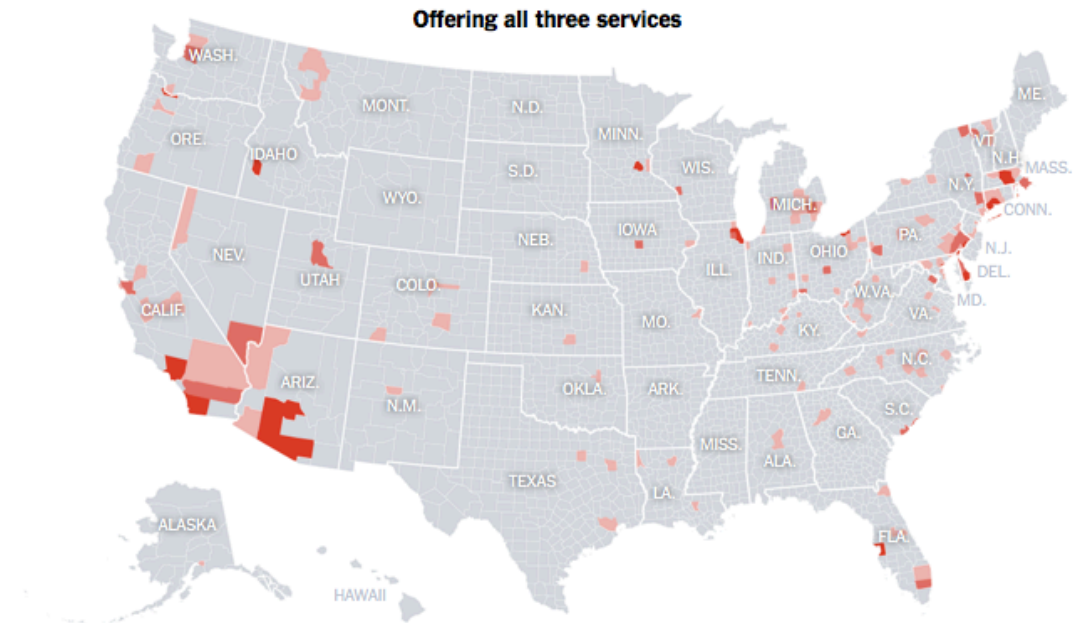 Offering all three services
WASH.
ME.
MONT.
N.D.
MINN.
VT.
ORE.
IDAHO
N.H.
MASS.
S.D.
WIS.
N.Y.
WYO.
MICH.
CONN.
IOWA
PA.
NEB.
N.J.
NEV.
OHIO
IND.
ILL.
DEL.
UTAH
COLO.
W.VA.
MD.
CALIF.
KAN.
MO.
VA.
KY.
N.C.
TENN.
ARIZ.
OKLA.
ARK.
N.M.
S.C.
GA.
MISS.
ALA.
TEXAS
LA.
ALASKA
FLA.
HAWAII